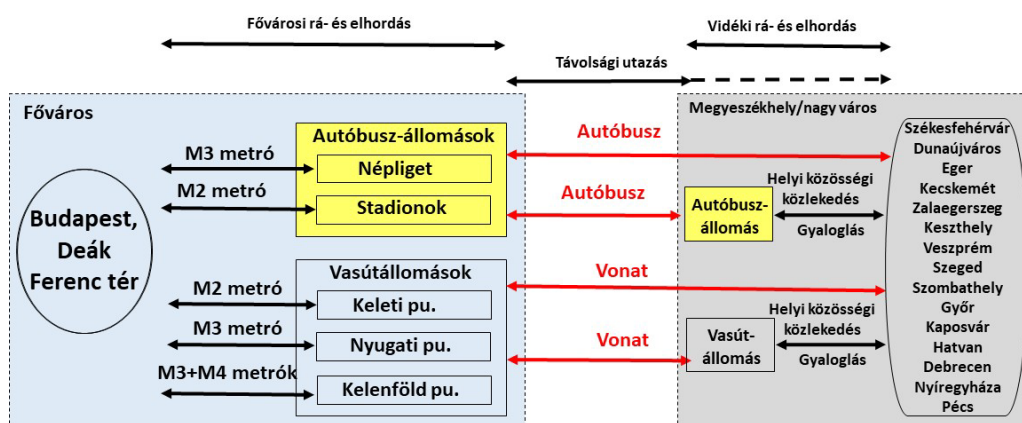 Fővárosi rá- és elhordás
Vidéki rá- és elhordás
Távolsági utazás
Főváros
Budapest,
Deák
Ferenc tér
M3 metró
M2 metró
M2 metró
M3 metró
M3+M4 metrók
Autóbusz-állomások
Népliget
Stadionok
Vasútállomások
Keleti pu.
Nyugati pu.
Kelenföld pu.
Autóbusz
Autóbusz
Vonat
Vonat
Megyeszékhely/nagy város
Autóbusz-
állomás
Helyi közösségi
közlekedés
Gyaloglás
Vasút-
állomás
Helyi közösségi
közlekedés
Gyaloglás
Székesfehérvár
Dunaújváros
Eger
Kecskemét
Zalaegerszeg
Keszthely
Veszprém
Szeged
Szombathely
Győr
Kaposvár
Hatvan
Debrecen
Nyíregyháza
Pécs